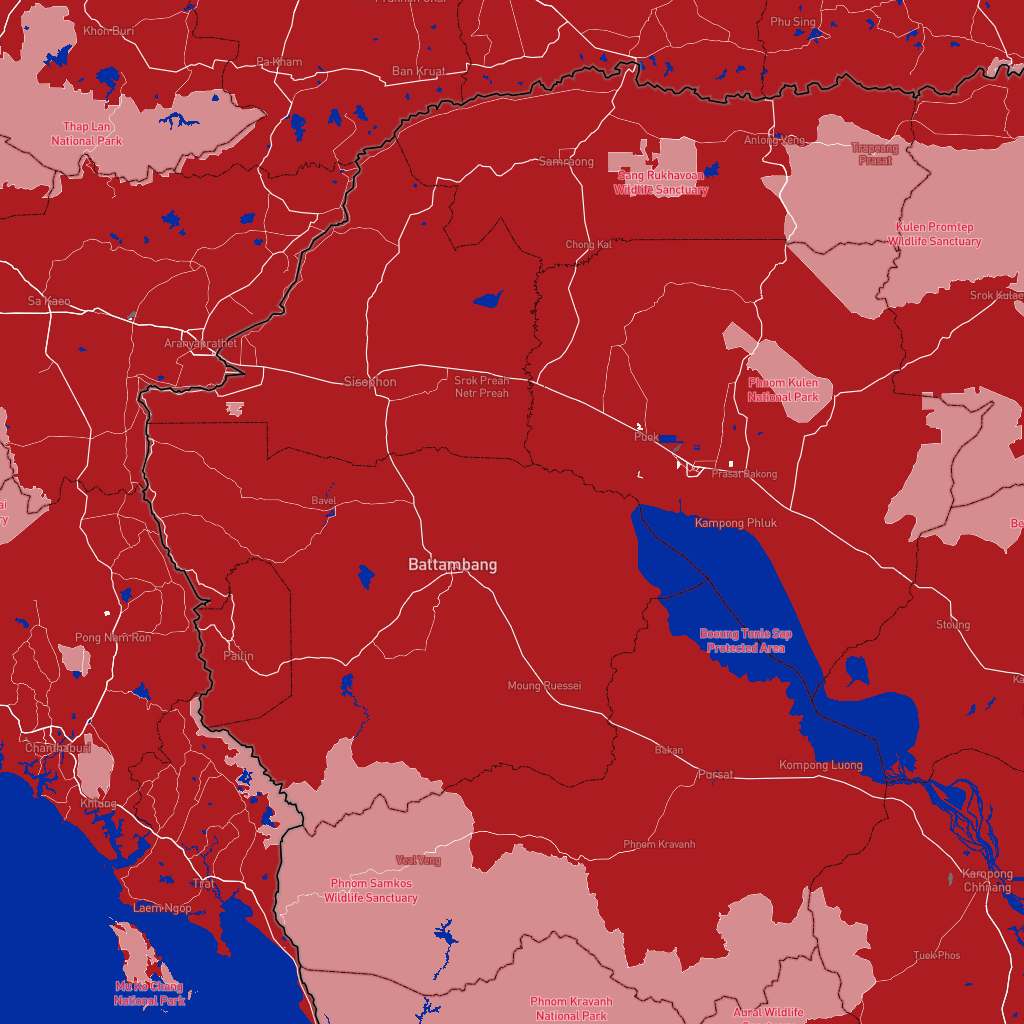 Phu Sing
Khon Buri
Pa Kham
Ban Kruat
Thap Lan
National Park
Anlong Veng
Trapeang
Prasat
Samraong
Sang Rukhavoan
Wildlife Sanctuary
Kulen Promtep
Wildlife Sanctuary
Chong Kal
Sa Kaeo
Srok Kulae
Aranyaprathet
Sisophon
Srok Preah
Netr Preah
Phnom Kulen
National Park
Puok
Prasat Bakong
Bavel
Kampong Phluk
Be
Battambang
Stoung
Pong Nam Ron
Boeung Tonle Sap
Protected Area
Pailin
Ka
Moung Ruessei
Chanthaburi
Bakan
Kompong Luong
Pursat
Khlung
Phnom Kravanh
Veal Veng
Kampong
Chhnang
Trat
Phnom Samkos
Wildlife Sanctuary
Laem Ngop
Tuek Phos
Mu Ko Chang
National Park
Phnom Kravanh
National Park
Aural Wildlife